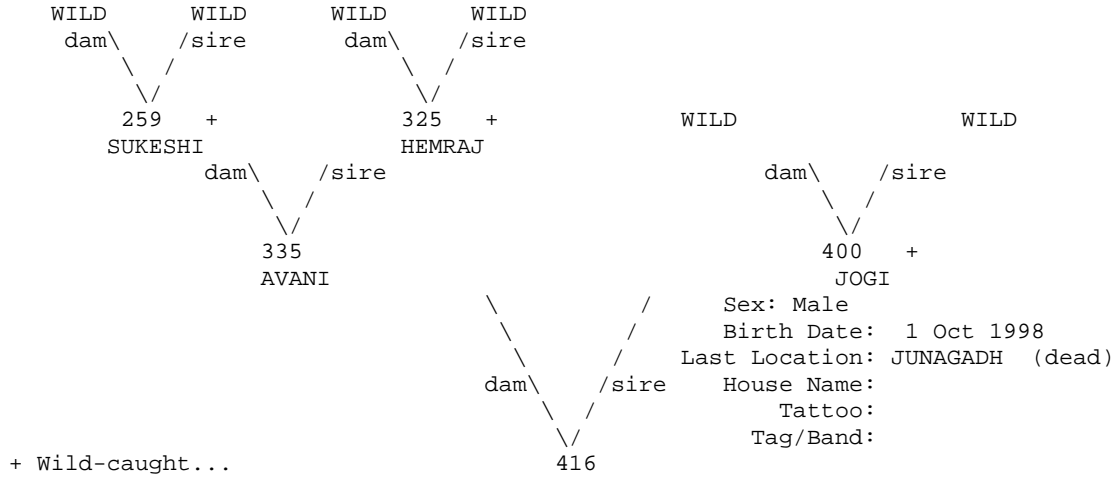 WILD WILD WILD WILD
dam\ /sire dam\ /sire
\ / \ /
\/ \/
259 + 325 + WILD WILD
SUKESHI HEMRAJ
dam\ /sire dam\ /sire
\ / \ /
\/ \/
335 400 +
AVANI JOGI
\ / Sex: Male
\ / Birth Date: 1 Oct 1998
\ / Last Location: JUNAGADH (dead)
dam\ /sire House Name:
\ / Tattoo:
\/ Tag/Band:
+ Wild-caught... 416